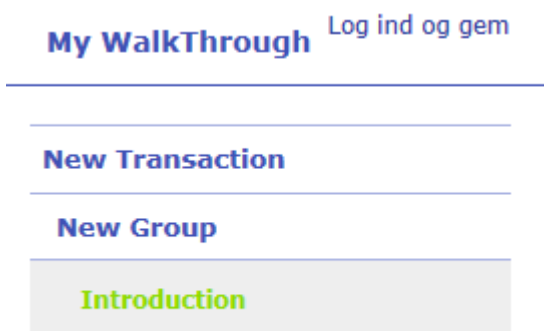 My WalkThrough Log ind og gem
New Transaction
New Group
Introduction